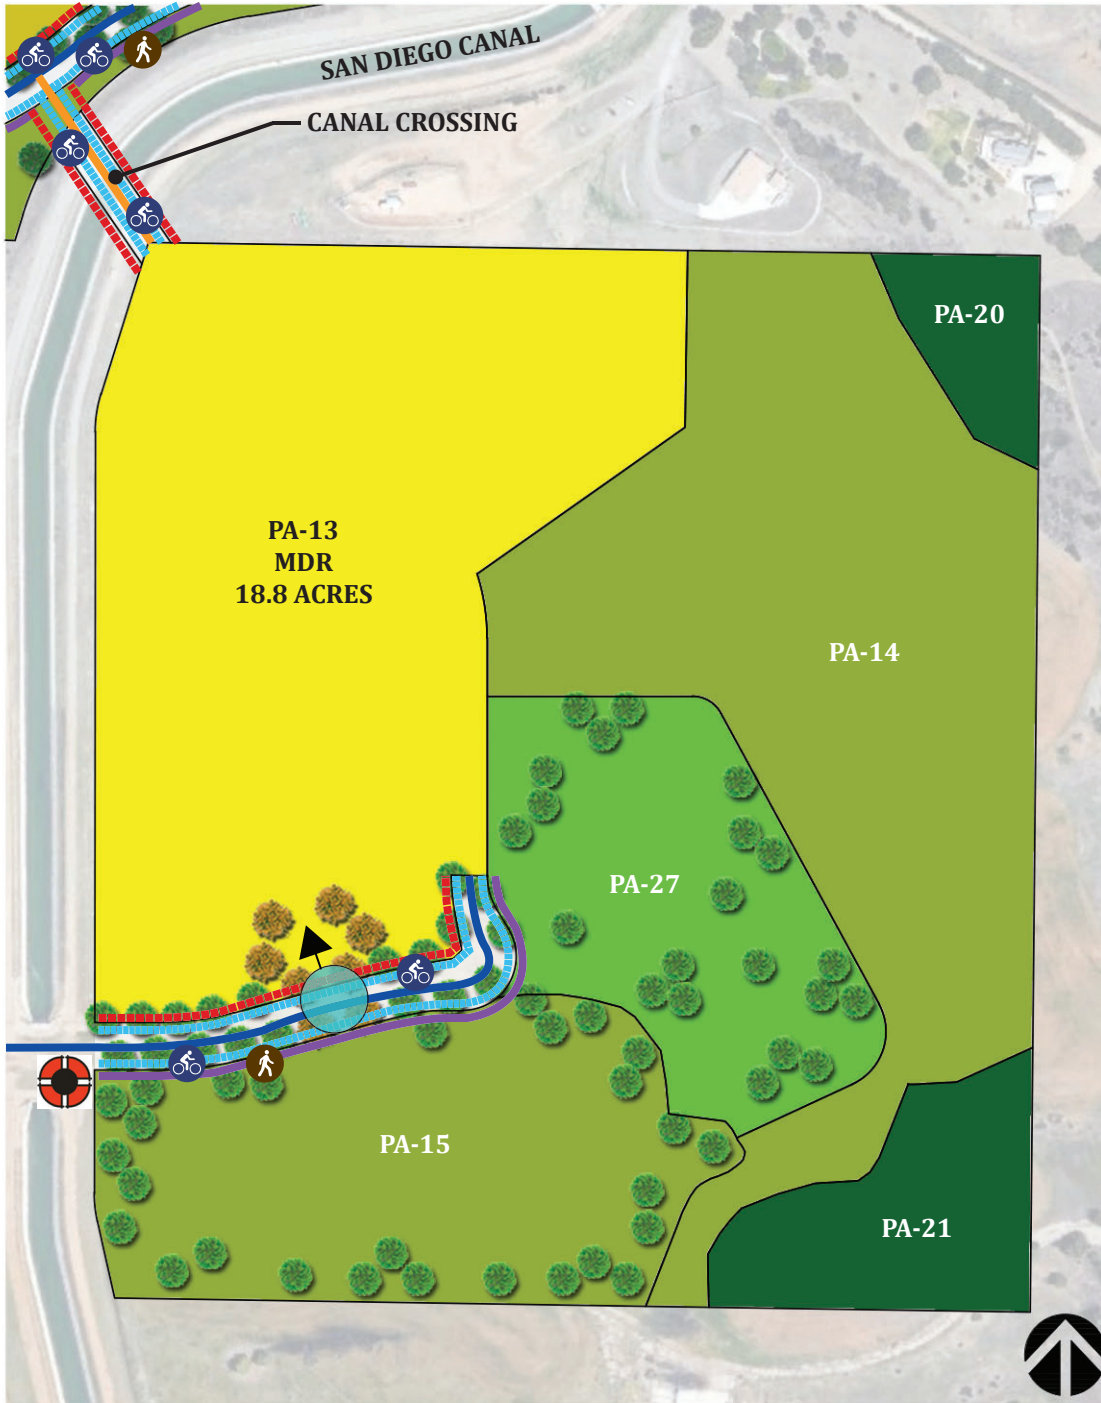 SAN DIEGO CANAL
CANAL CROSSING
PA-20
PA-13
MDR
18.8 ACRES
PA-14
PA-27
PA-15
PA-21